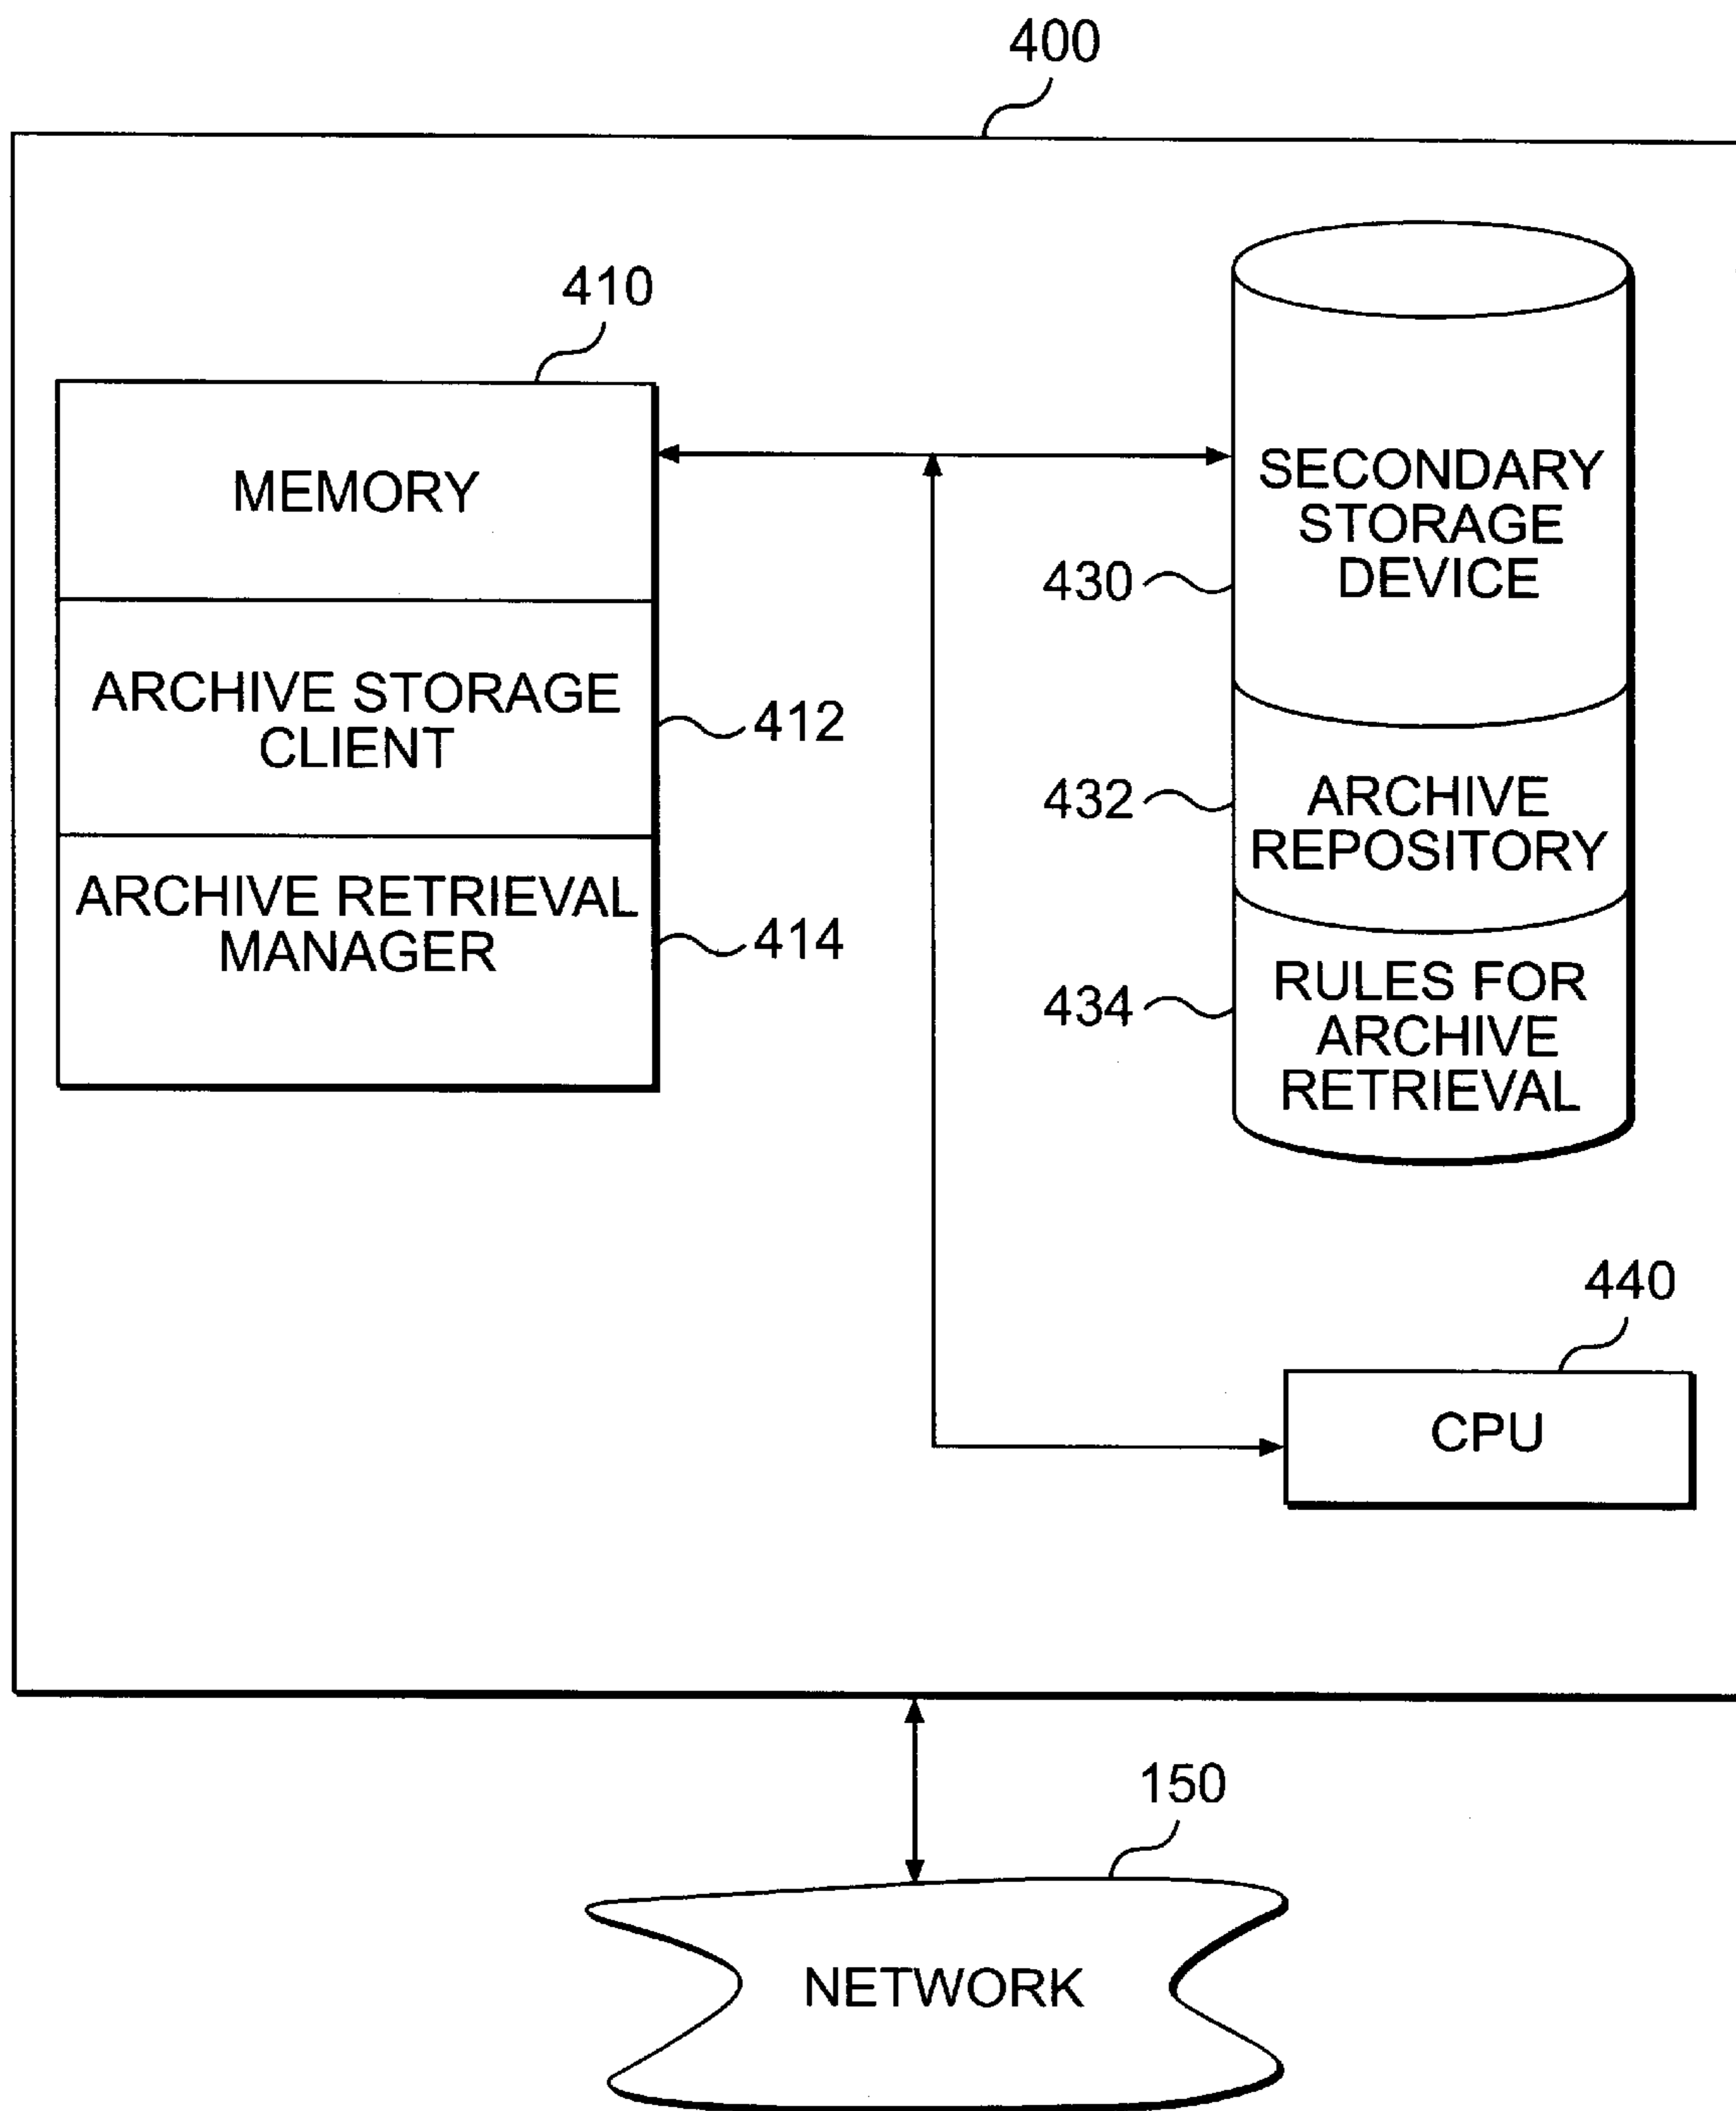 400
410
MEMORY
ARCHIVE STORAGE
CLIENT
412
ARCHIVE RETRIEVAL
MANAGER
414
SECONDARY
STORAGE
DEVICE
430
432
ARCHIVE
REPOSITORY
434
RULES FOR
ARCHIVE
RETRIEVAL
440
CPU
150
NETWORK